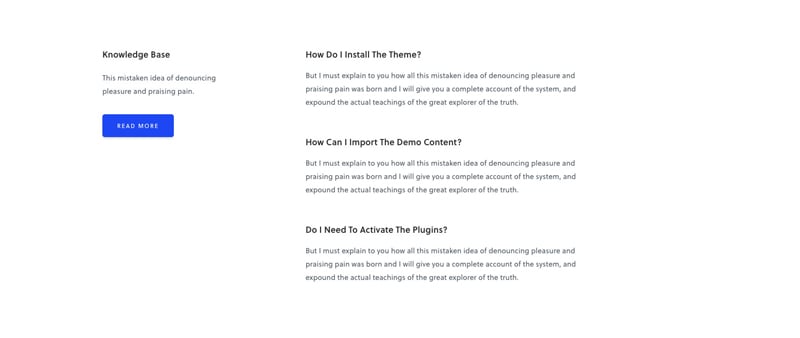 Knowledge Base
This mistaken idea of denouncing
pleasure and praising pain.
READ MORE
How Do I Install The Theme?
But I must explain to you how all this mistaken idea of denouncing pleasure and
praising pain was born and I will give you a complete account of the system, and
expound the actual teachings of the great explorer of the truth.
How Can I Import The Demo Content?
But I must explain to you how all this mistaken idea of denouncing pleasure and
praising pain was born and I will give you a complete account of the system, and
expound the actual teachings of the great explorer of the truth.
Do I Need To Activate The Plugins?
But I must explain to you how all this mistaken idea of denouncing pleasure and
praising pain was born and I will give you a complete account of the system, and
expound the actual teachings of the great explorer of the truth.